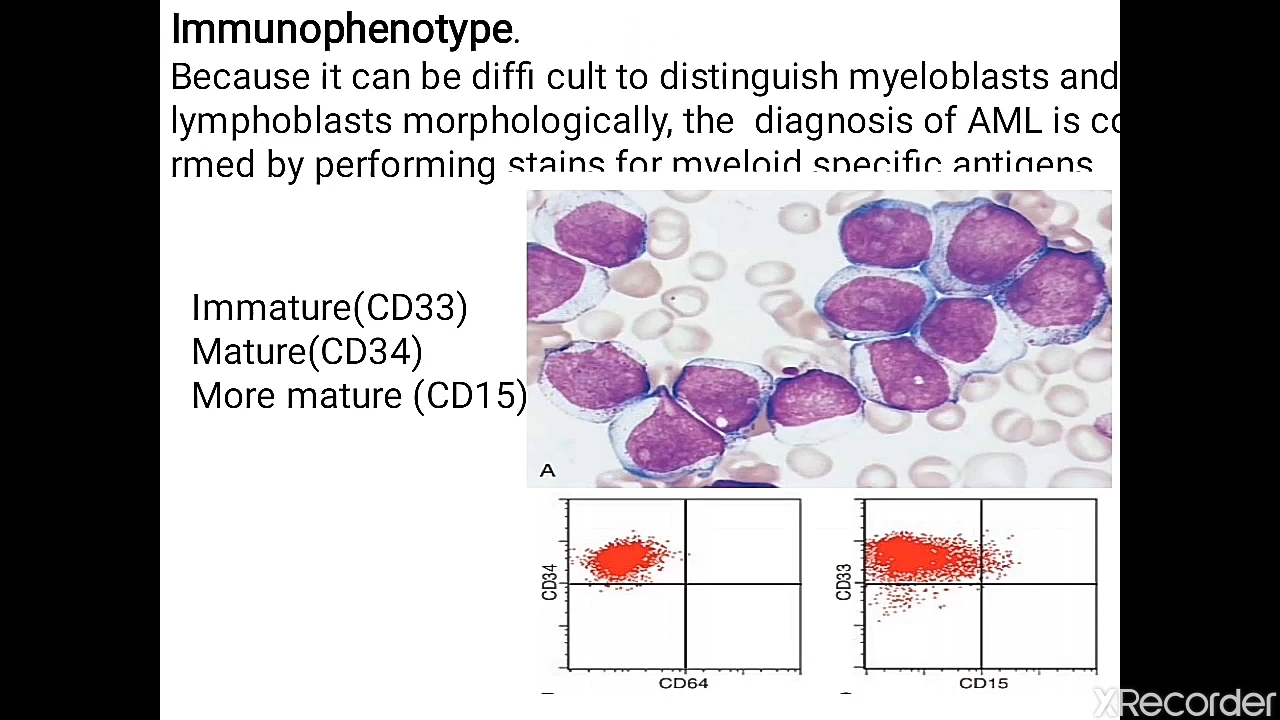 Immunophenotype.
Because it can be diffi cult to distinguish myeloblasts and
lymphoblasts morphologically, the diagnosis of AML is co
rmed by performing stains for myeloid specific antigens
Immature(CD33)
Mature(CD34)
More mature (CD15)
A
CD34
CD64
CD33
CD15
XRecorder